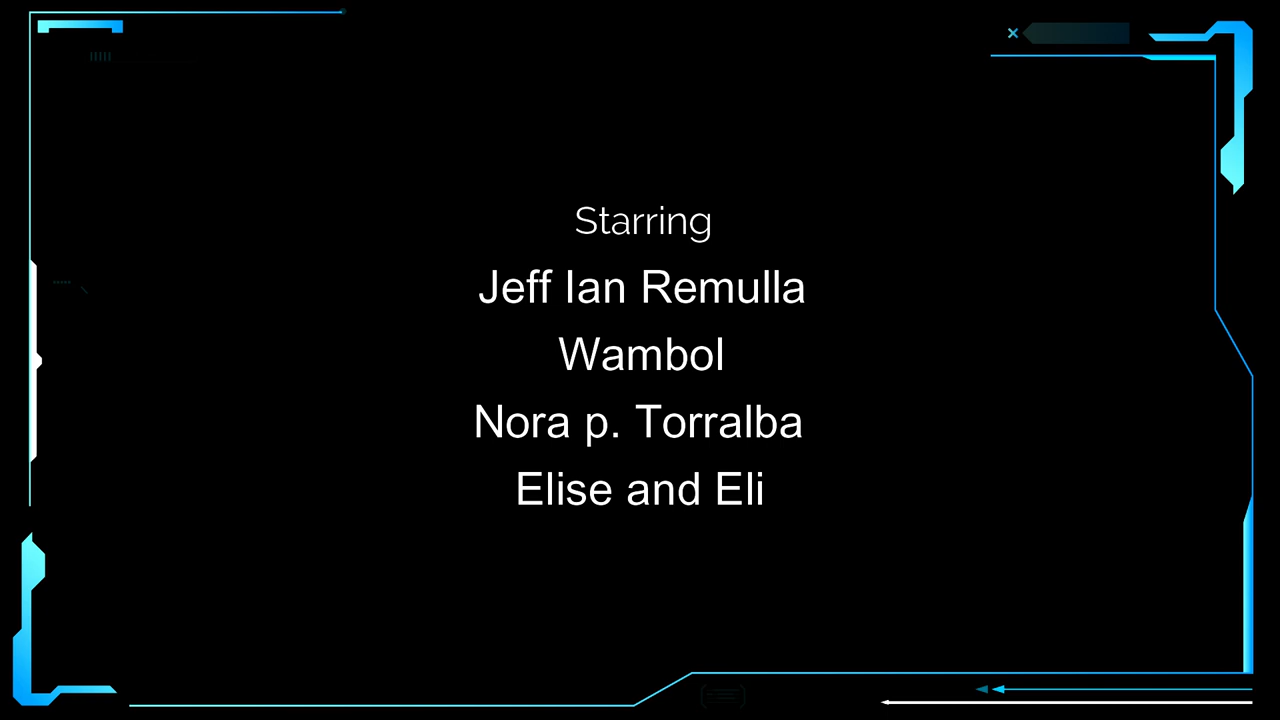 Starring
Jeff Ian Remulla
Wambol
Nora p. Torralba
Elise and Eli